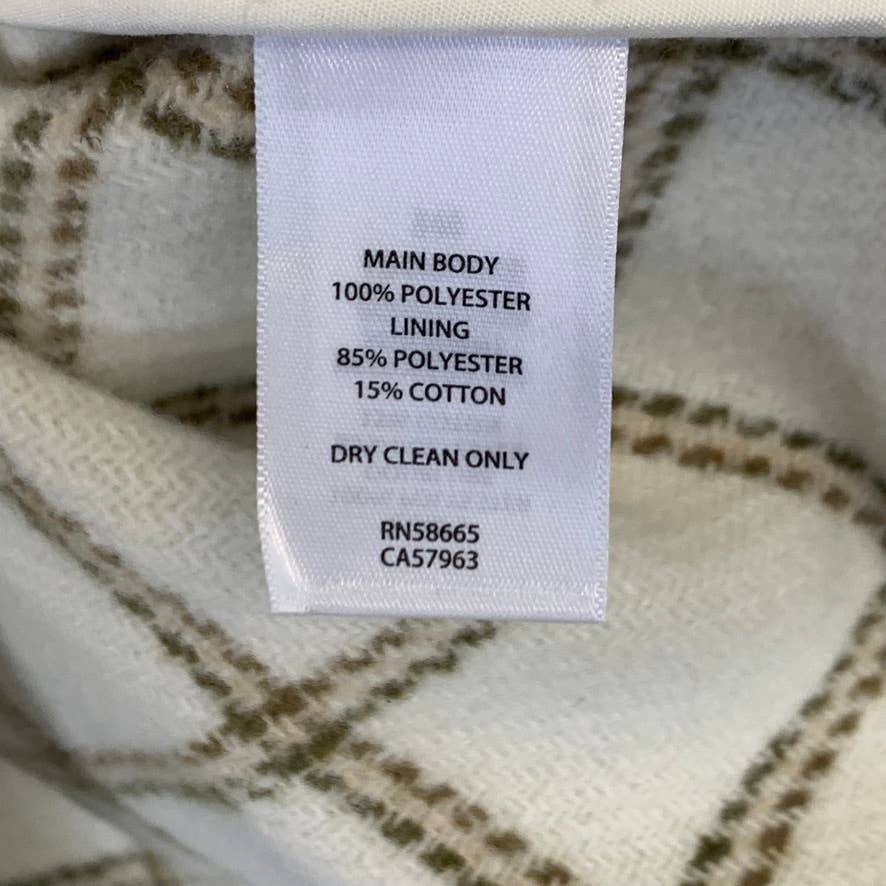 MAIN BODY
100% POLYESTER
LINING
85% POLYESTER
15% COTTON
DRY CLEAN ONLY
RN58665
CA57963